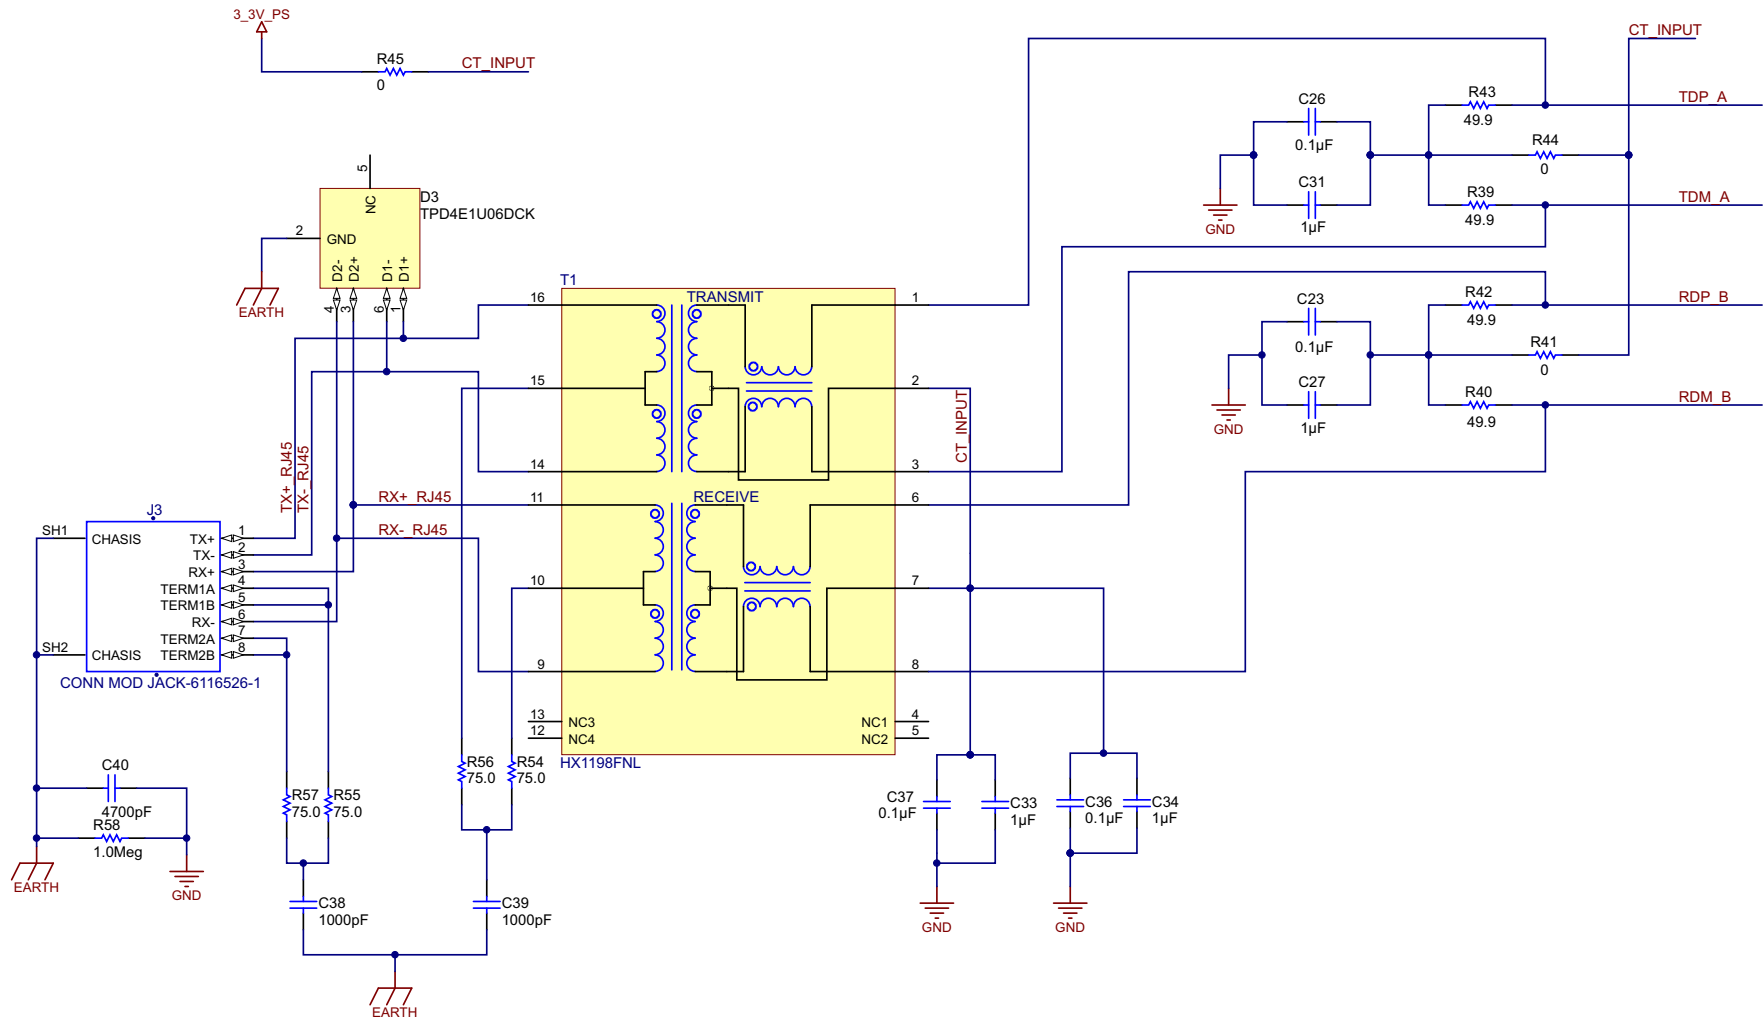 3_3V_PS
R45
0
CT_INPUT
CT_INPUT
C26
0.1µF
C31
1µF
GND
R43
49.9
R44
0
R39
49.9
TDP_A
TDM_A
C23
0.1µF
C27
1µF
GND
R42
49.9
R41
0
R40
49.9
RDP_B
RDM_B
5
NC
D3
TPD4E1U06DCK
2
GND
D2-
D2+
D1-
D1+
4
3
6
1
EARTH
T1
TRANSMIT
16
15
14
1
2
3
RECEIVE
11
10
9
6
7
8
13
NC3
12
NC4
NC1
4
NC2
5
HX1198FNL
CT_INPUT
TX+_RJ45
TX-_RJ45
RX+_RJ45
RX-_RJ45
J3
SH1
CHASIS
SH2
CHASIS
TX+
1
TX-
2
RX+
3
TERM1A
4
TERM1B
5
RX-
6
TERM2A
7
TERM2B
8
CONN MOD JACK-6116526-1
C40
4700pF
R58
1.0Meg
EARTH
GND
R57
75.0
R55
75.0
R56
75.0
R54
75.0
C38
1000pF
C39
1000pF
EARTH
C37
0.1µF
C33
1µF
GND
C36
0.1µF
C34
1µF
GND